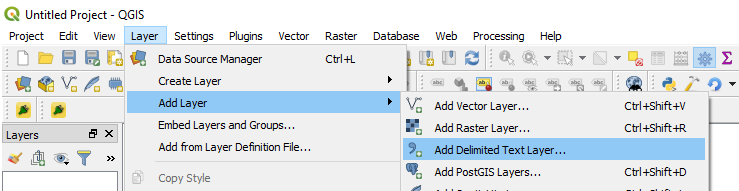 Untitled Project - QGIS
Project Edit View Layer Settings Plugins Vector Raster Database Web Processing Help
Data Source Manager Ctrl+L
Create Layer
Add Layer
Embed Layers and Groups...
Add from Layer Definition File...
Copy Style
Add Vector Layer... Ctrl+Shift+V
Add Raster Layer... Ctrl+Shift+R
Add Delimited Text Layer...
Add PostGIS Layers... Ctrl+Shift+D
Layers